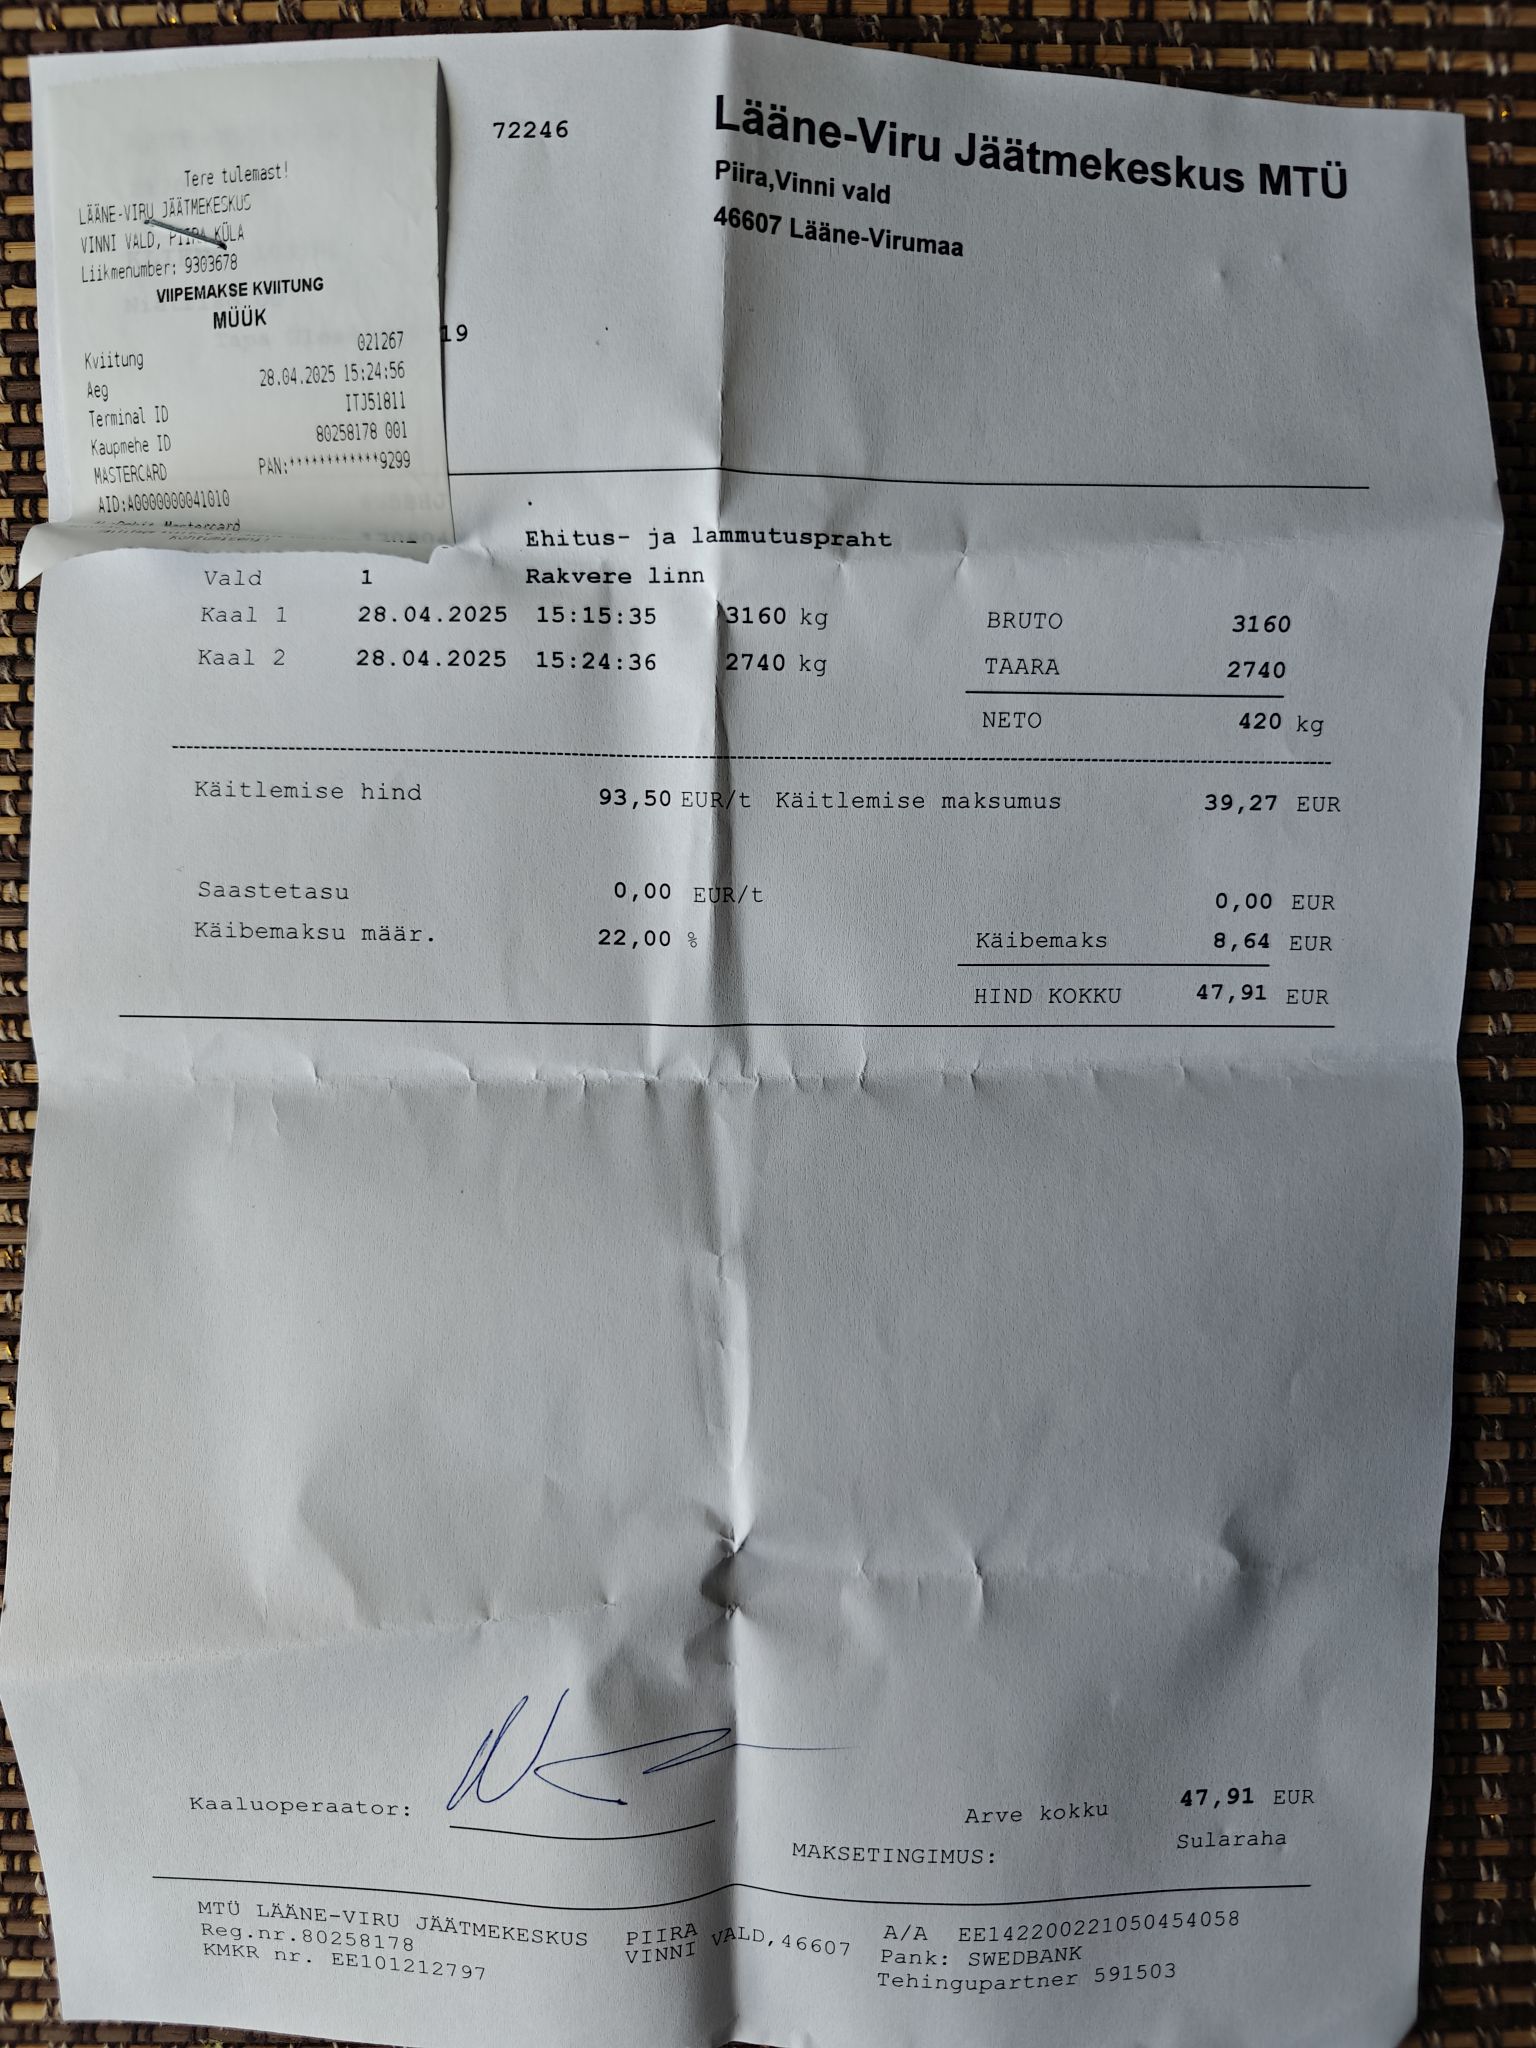 72246
Lääne-Viru Jäätmekeskus MTÜ
Piira,Vinni vald
46607 Lääne-Virumaa
Tere tulemast!
LÄÄNE-VIRU JÄÄTMEKESKUS
VINNI VALD, PIIRA KÜLA
Liikmenumber: 9303678
VIIPEMAKSE KVIITUNG
MÜÜK
Kviitung 021267
Aeg 28.04.2025 15:24:56
Terminal ID ITJ51811
Kaupmehe ID 80258178 001
MASTERCARD PAN:************9299
AID:A0000000041010
Debit Mastercard
19
Ehitus- ja lammutuspraht
Vald 1 Rakvere linn
Kaal 1 28.04.2025 15:15:35 3160 kg BRUTO 3160
Kaal 2 28.04.2025 15:24:36 2740 kg TAARA 2740
NETO 420 kg
Käitlemise hind 93,50 EUR/t Käitlemise maksumus 39,27 EUR
Saastetasu 0,00 EUR/t 0,00 EUR
Käibemaksu määr. 22,00 % Käibemaks 8,64 EUR
HIND KOKKU 47,91 EUR
Kaaluoperaator: Arve kokku 47,91 EUR
MAKSETINGIMUS: Sularaha
MTÜ LÄÄNE-VIRU JÄÄTMEKESKUS PIIRA A/A EE142200221050454058
Reg.nr.80258178 VINNI VALD,46607 Pank: SWEDBANK
KMKR nr. EE101212797 Tehingupartner 591503